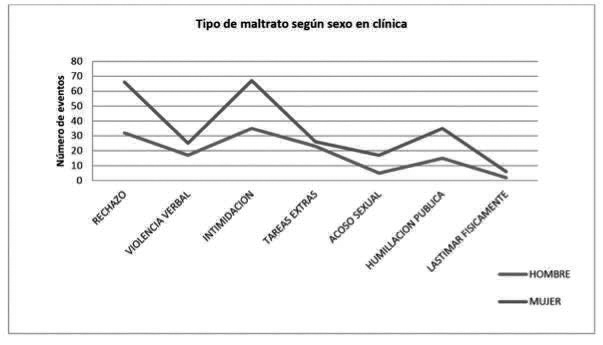 Tipo de maltrato según sexo en clínica
Número de eventos
80
70
60
50
40
30
20
10
0
RECHAZO
VIOLENCIA VERBAL
INTIMIDACION
TAREAS EXTRAS
ACOSO SEXUAL
HUMILLACION PUBLICA
LASTIMAR FISICAMENTE
HOMBRE
MUJER